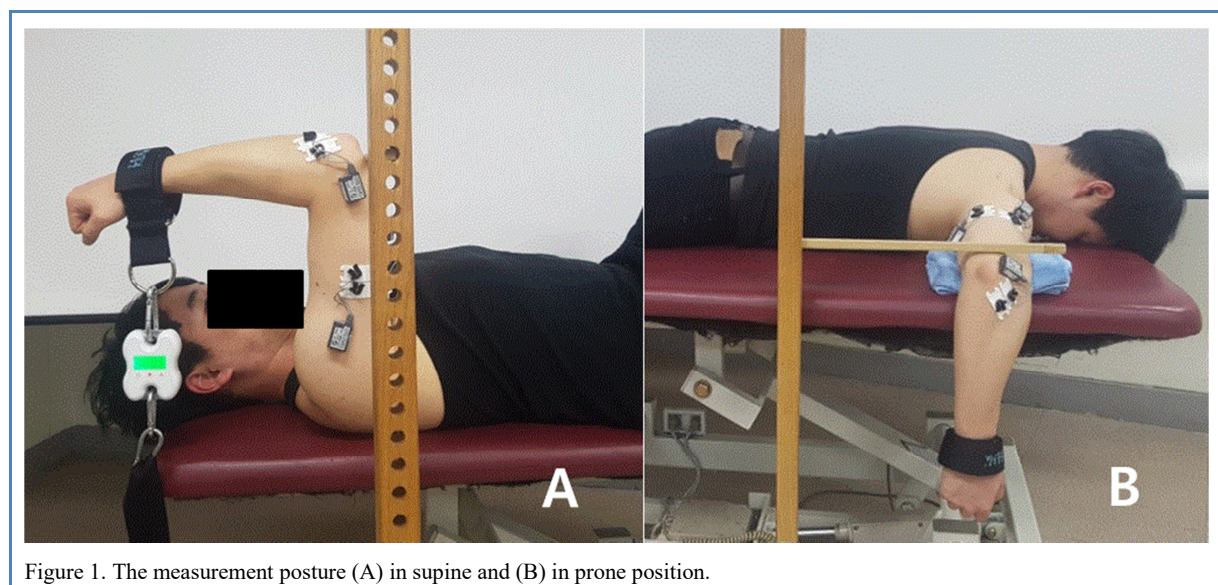 A
B
Figure 1. The measurement posture (A) in supine and (B) in prone position.